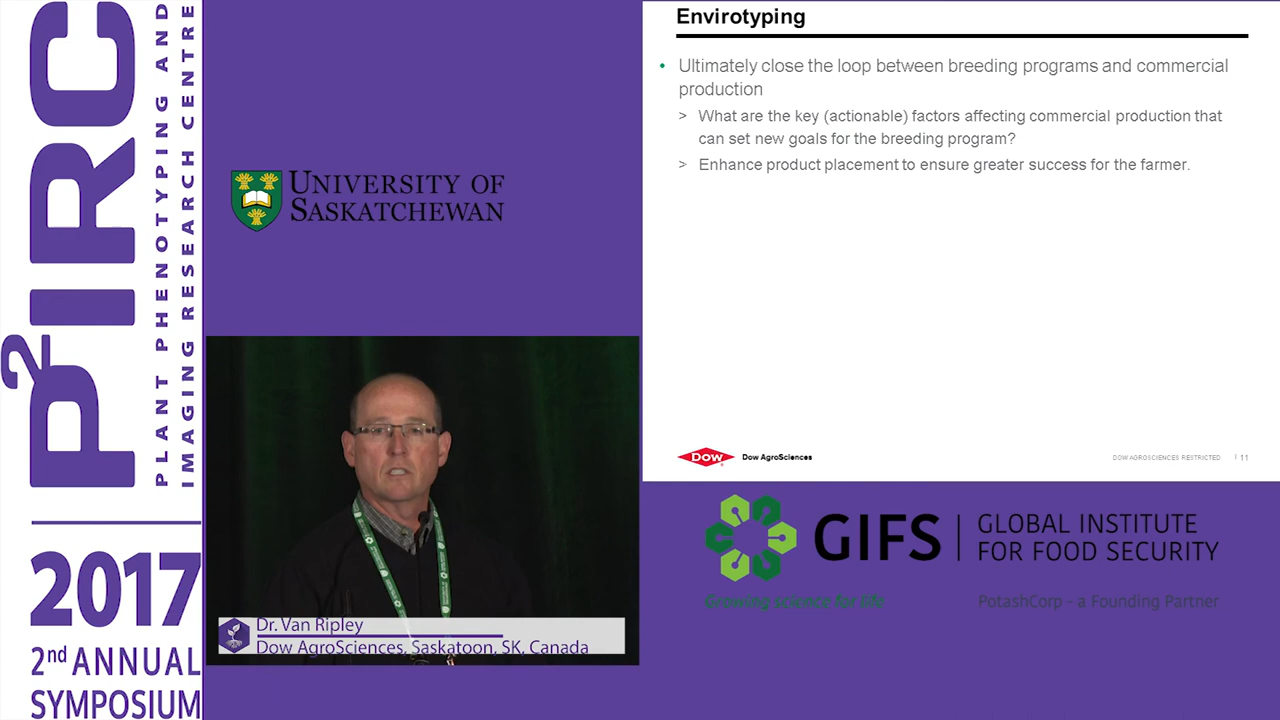 P²IRC
PLANT PHENOTYPING AND
IMAGING RESEARCH CENTRE
2017
2nd ANNUAL
SYMPOSIUM
UNIVERSITY OF
SASKATCHEWAN
Dr. Van Ripley
Dow AgroSciences, Saskatoon, SK, Canada
Envirotyping
• Ultimately close the loop between breeding programs and commercial
production
> What are the key (actionable) factors affecting commercial production that
can set new goals for the breeding program?
> Enhance product placement to ensure greater success for the farmer.
DOW
Dow AgroSciences
DOW AGROSCIENCES RESTRICTED | 11
GIFS | GLOBAL INSTITUTE
FOR FOOD SECURITY
Growing science for life
PotashCorp - a Founding Partner